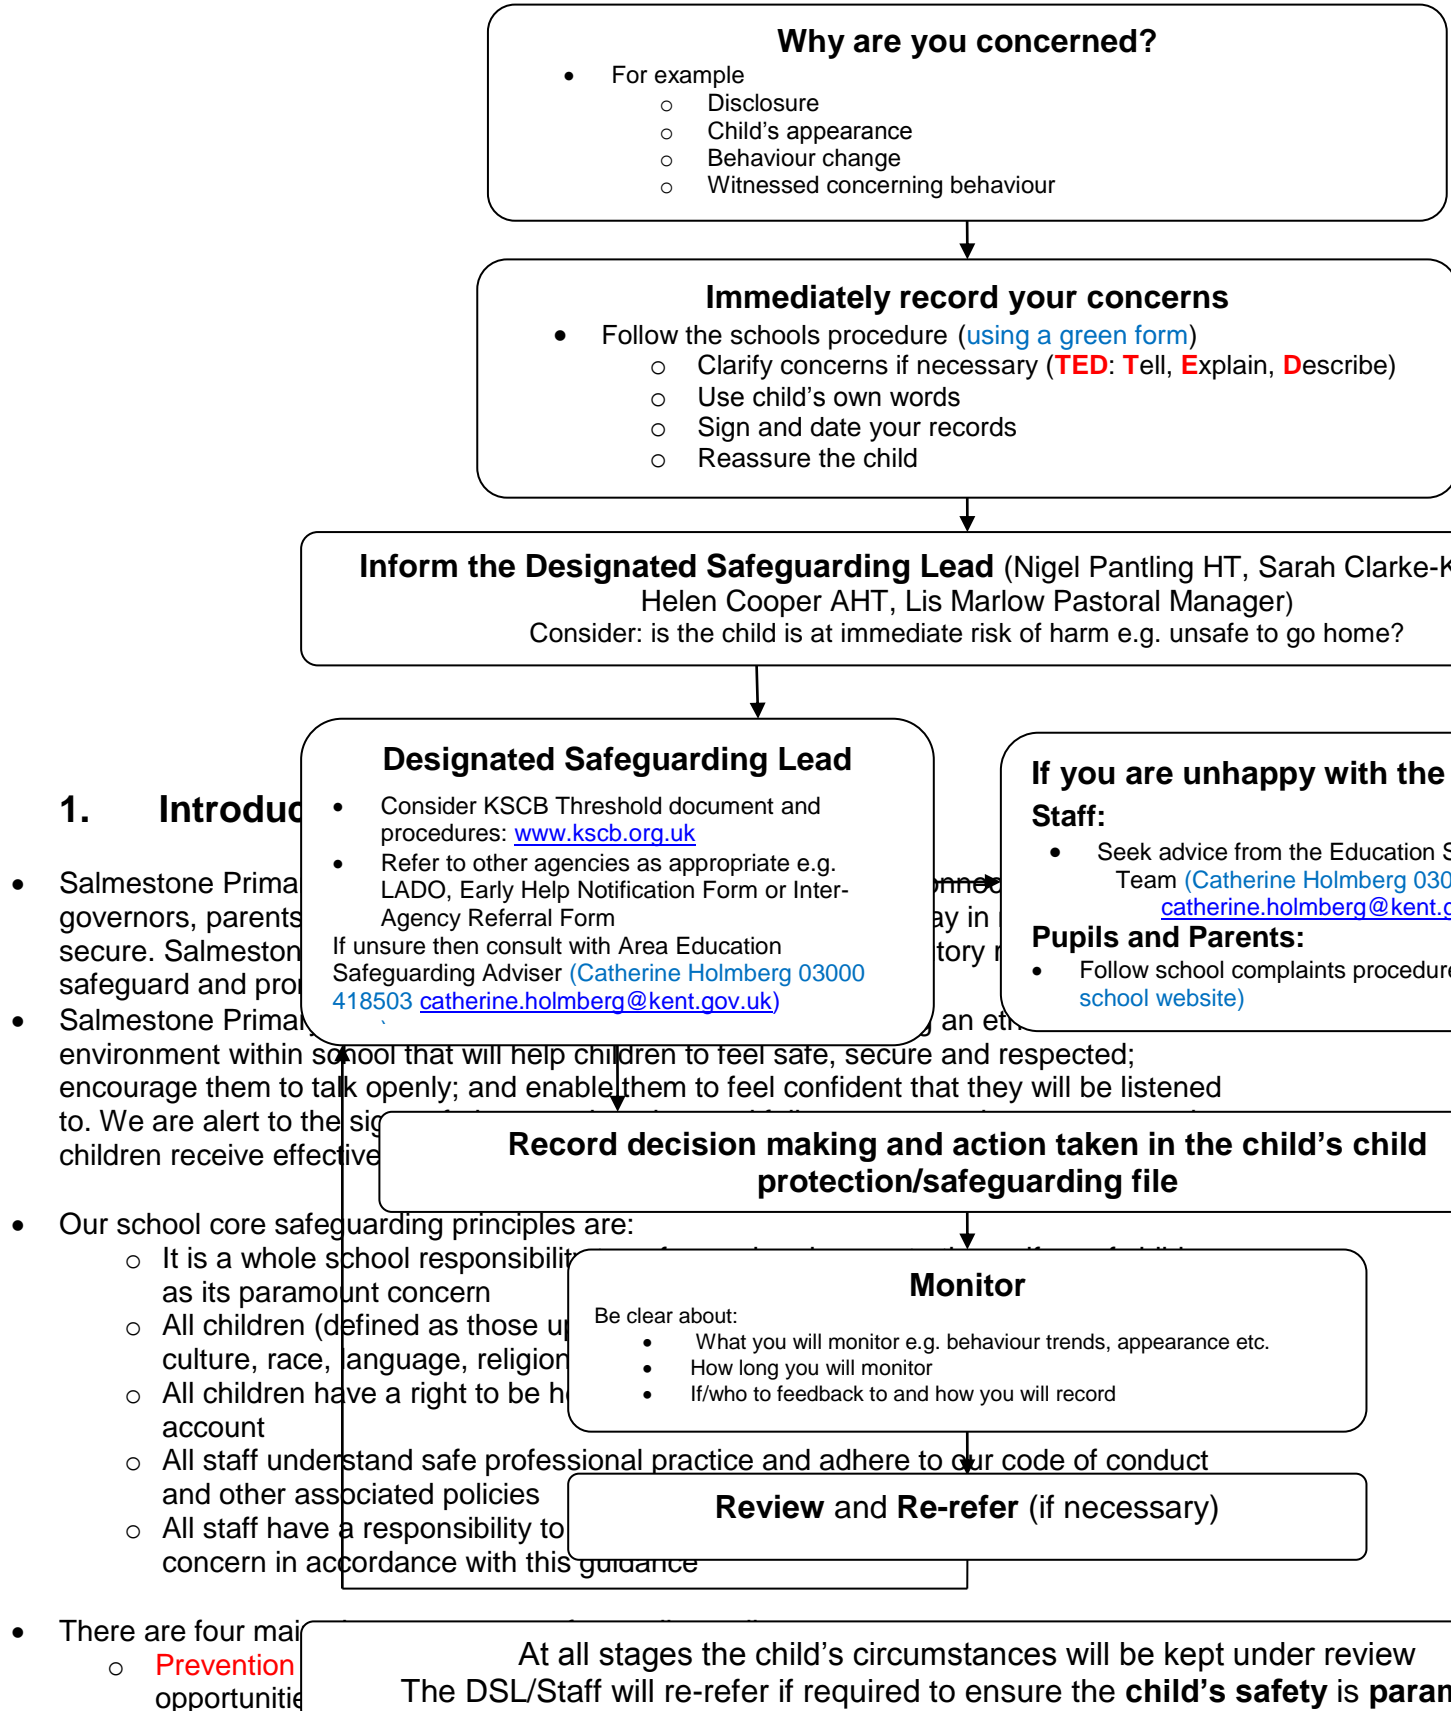 Why are you concerned?
• For example
o Disclosure
o Child's appearance
o Behaviour change
o Witnessed concerning behaviour
Immediately record your concerns
• Follow the schools procedure (using a green form)
o Clarify concerns if necessary (TED: Tell, Explain, Describe)
o Use child's own words
o Sign and date your records
o Reassure the child
Inform the Designated Safeguarding Lead (Nigel Pantling HT, Sarah
Helen Cooper AHT, Lis Marlow Pastoral Manager)
Consider: is the child is at immediate risk of harm e.g. unsafe to go home?
Designated Safeguarding Lead
• Consider KSCB Threshold document and
procedures: www.kscb.org.uk
• Refer to other agencies as appropriate e.g.
LADO, Early Help Notification Form or Inter-
Agency Referral Form
If unsure then consult with Area Education
Safeguarding Adviser (Catherine Holmberg 03000
418503 catherine.holmberg@kent.gov.uk)
If you are unhappy with the
Staff:
• Seek advice from the Education
Team (Catherine Holmberg
Pupils and Parents:
• Follow school complaints
school website)
1. 
• Salmestone
governors, parents
secure.
safeguard and
• Salmestone
environment within school that will help children to feel safe, secure and respected;
encourage them to talk openly; and enable them to feel confident that they will be listened
to. We are alert to the
children receive
Record decision making and action taken in the child's child
protection/safeguarding file
• Our school core safeguarding principles are:
o It is a whole school
as its paramount concern
o All children (defined as those
culture, race, language,
o All children have a right to be
account
o All staff understand safe professional practice and adhere to our code of conduct
and other associated policies
o All staff have a responsibility to
concern in accordance with this guidance
Monitor
Be clear about:
• What you will monitor e.g. behaviour trends, appearance etc.
• How long you will monitor
• If/who to feedback to and how you will record
Review and Re-refer (if necessary)
• There are four
o Prevention
At all stages the child's circumstances will be kept under review
The DSL/Staff will re-refer if required to ensure the child's safety is